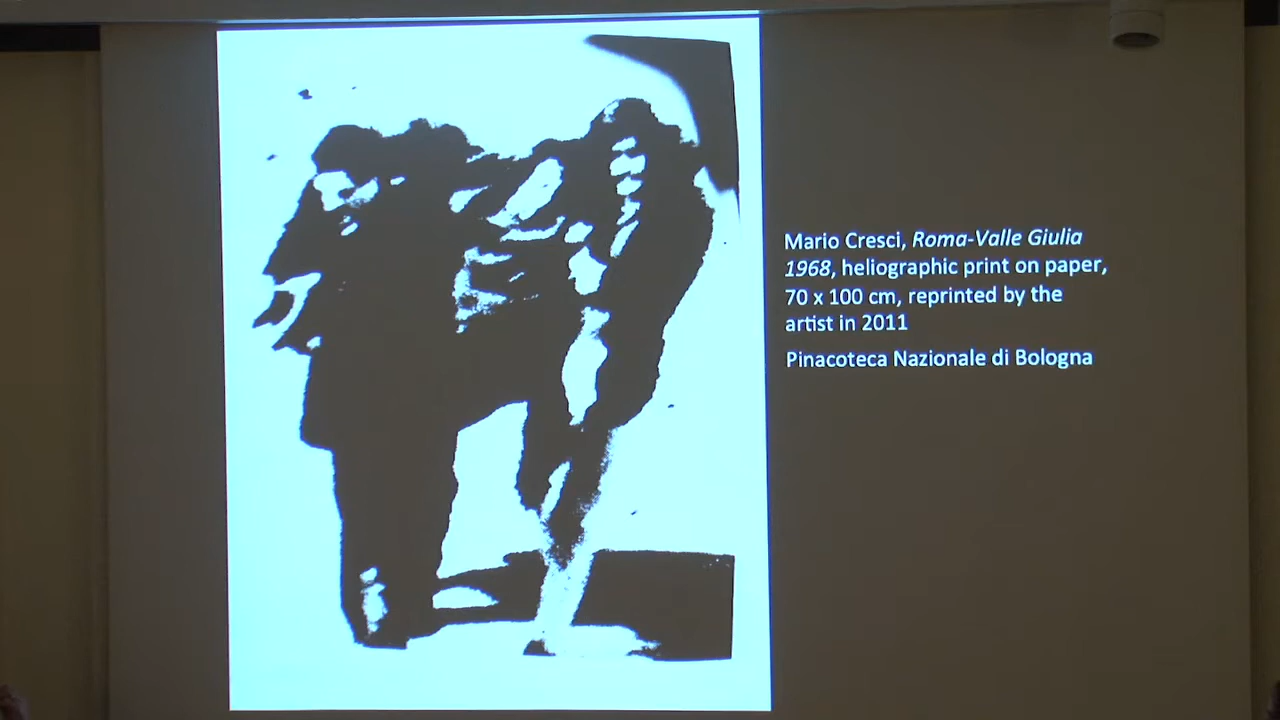 Mario Cresci, Roma-Valle Giulia
1968, heliographic print on paper,
70 x 100 cm, reprinted by the
artist in 2011
Pinacoteca Nazionale di Bologna